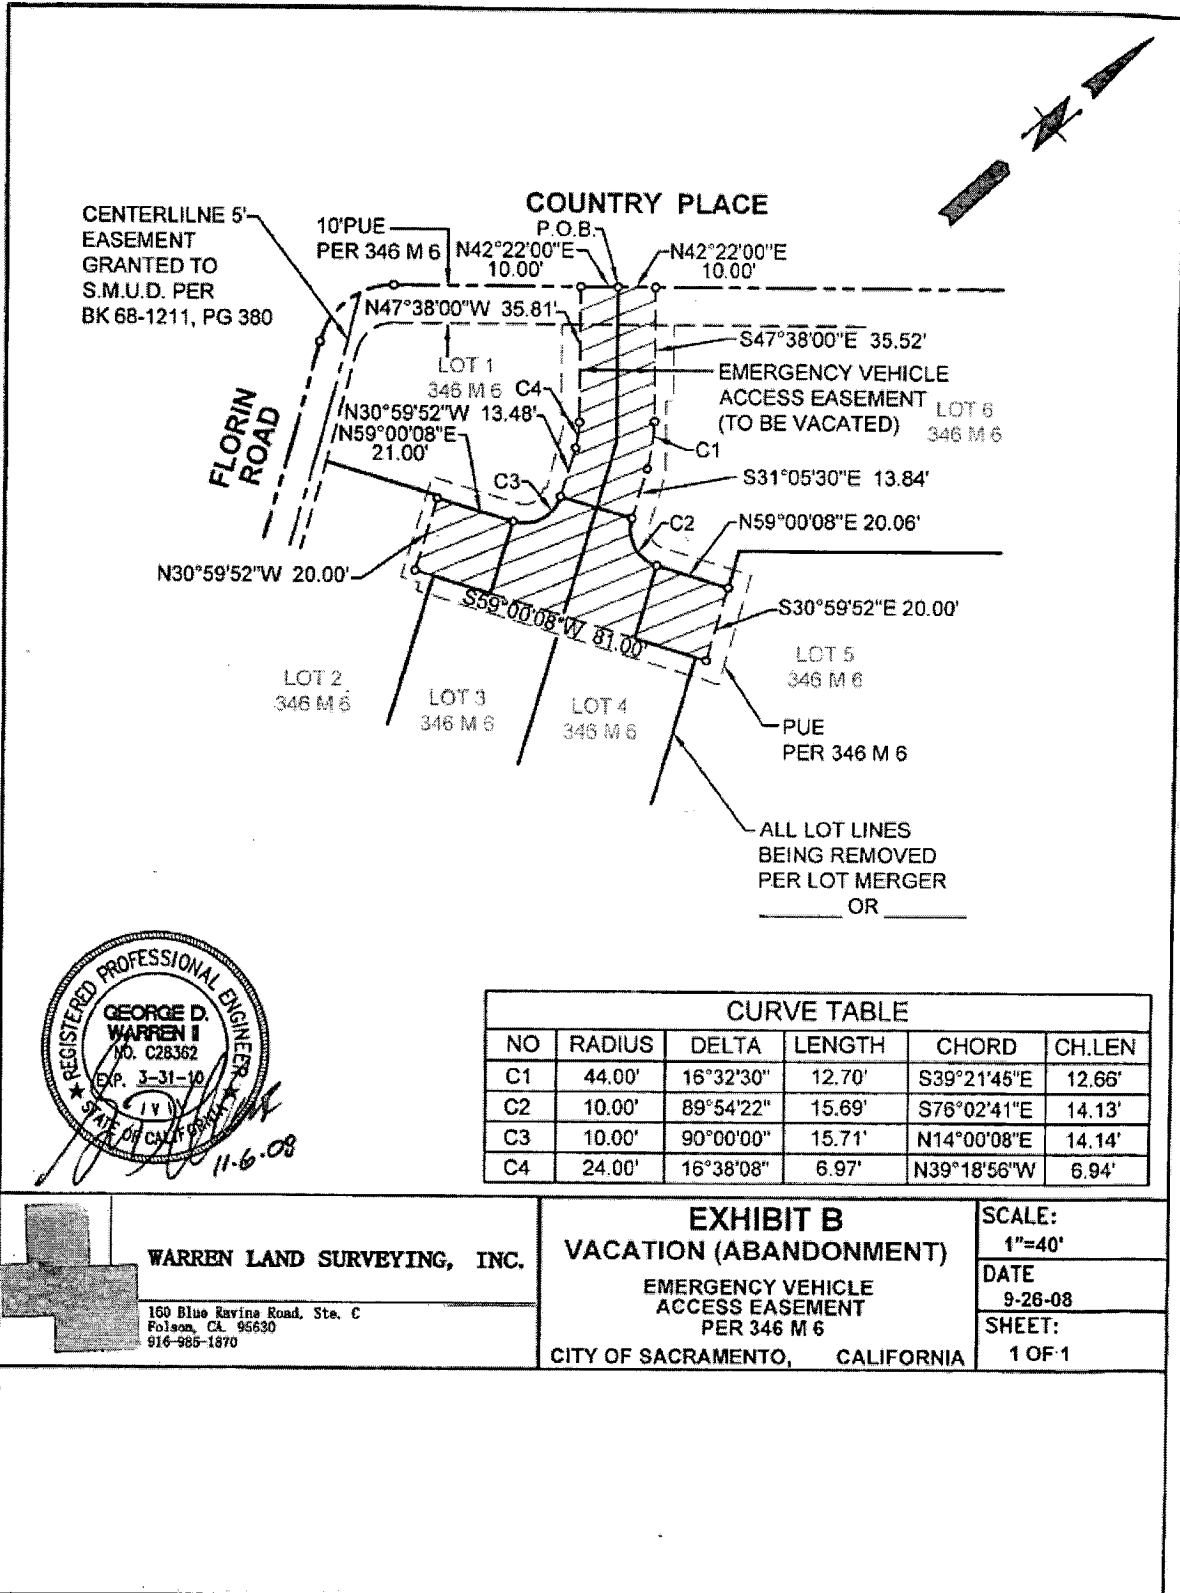 COUNTRY PLACE
P.O.B.
CENTERLILNE 5'
EASEMENT
GRANTED TO
S.M.U.D. PER
BK 68-1211, PG 380
10'PUE
PER 346 M 6
N42°22'00"E
10.00'
N42°22'00"E
10.00'
N47°38'00"W 35.81'
S47°38'00"E 35.52'
LOT 1
346 M 6
C4
EMERGENCY VEHICLE
ACCESS EASEMENT
(TO BE VACATED)
LOT 6
346 M 6
FLORIN
ROAD
N30°59'52"W 13.48'
N59°00'08"E
21.00'
C1
C3
S31°05'30"E 13.84'
C2
N59°00'08"E 20.06'
N30°59'52"W 20.00'
S59°00'08"W 81.00'
S30°59'52"E 20.00'
LOT 2
346 M 6
LOT 3
346 M 6
LOT 4
346 M 6
LOT 5
346 M 6
PUE
PER 346 M 6
ALL LOT LINES
BEING REMOVED
PER LOT MERGER
______ OR ______
REGISTERED PROFESSIONAL ENGINEER
GEORGE D.
WARREN II
NO. C28362
EXP. 3-31-10
CIVIL
STATE OF CALIFORNIA
11-6-08
CURVE TABLE
NO RADIUS DELTA LENGTH CHORD CH.LEN
C1 44.00' 16°32'30" 12.70' S39°21'45"E 12.66'
C2 10.00' 89°54'22" 15.69' S76°02'41"E 14.13'
C3 10.00' 90°00'00" 15.71' N14°00'08"E 14.14'
C4 24.00' 16°38'08" 6.97' N39°18'56"W 6.94'
WARREN LAND SURVEYING, INC.
160 Blue Ravine Road, Ste. C
Folsom, CA. 95630
916-985-1870
EXHIBIT B
VACATION (ABANDONMENT)
EMERGENCY VEHICLE
ACCESS EASEMENT
PER 346 M 6
CITY OF SACRAMENTO, CALIFORNIA
SCALE:
1"=40'
DATE
9-26-08
SHEET:
1 OF 1